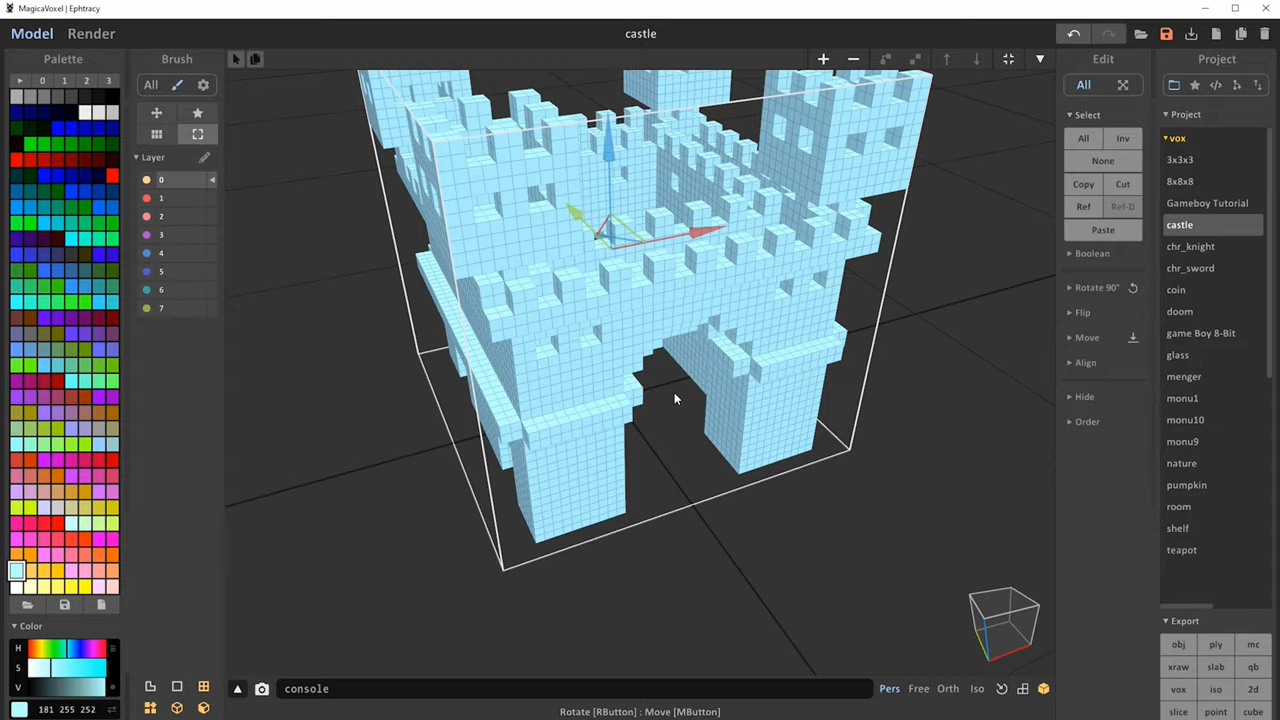 MagicaVoxel | Ephtracy
Model Render
castle
Palette
0 1 2 3
Brush
All
Layer
0
1
2
3
4
5
6
7
Color
H
S
V
181 255 252
console
Pers Free Orth Iso
Rotate [RButton] : Move [MButton]
Edit
All
Select
All Inv
None
Copy Cut
Ref Ref-D
Paste
Boolean
Rotate 90°
Flip
Move
Align
Hide
Order
Project
Project
vox
3x3x3
8x8x8
Gameboy Tutorial
castle
chr_knight
chr_sword
coin
doom
game Boy 8-Bit
glass
menger
monu1
monu10
monu9
nature
pumpkin
room
shelf
teapot
Export
obj ply mc
xraw slab qb
vox iso 2d
slice point cube